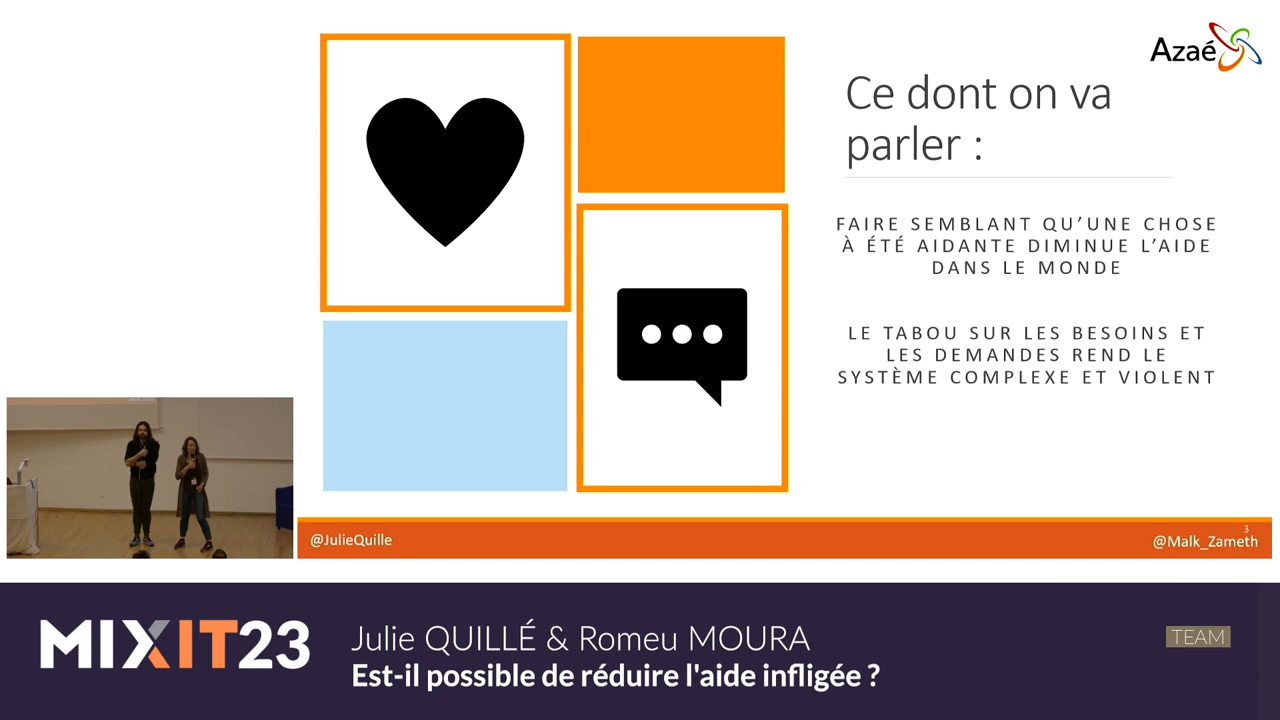 Azaé
Ce dont on va
parler :
FAIRE SEMBLANT QU'UNE CHOSE
À ÉTÉ AIDANTE DIMINUE L'AIDE
DANS LE MONDE
LE TABOU SUR LES BESOINS ET
LES DEMANDES REND LE
SYSTÈME COMPLEXE ET VIOLENT
@JulieQuille
3
@Malk_Zameth
MIXIT23
Julie QUILLÉ & Romeu MOURA
TEAM
Est-il possible de réduire l'aide infligée ?